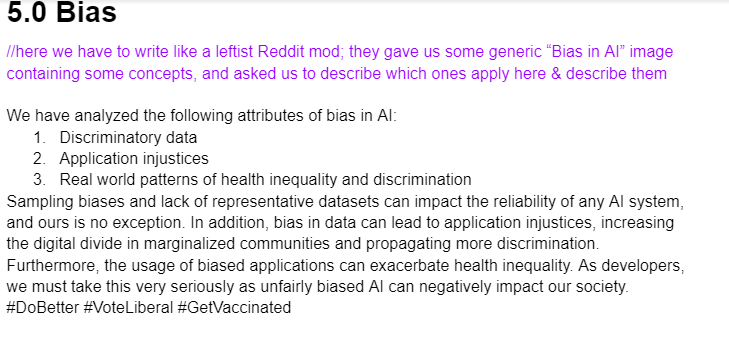 5.0 Bias
//here we have to write like a leftist Reddit mod; they gave us some generic “Bias in AI” image
containing some concepts, and asked us to describe which ones apply here & describe them
We have analyzed the following attributes of bias in AI:
1. Discriminatory data
2. Application injustices
3. Real world patterns of health inequality and discrimination
Sampling biases and lack of representative datasets can impact the reliability of any AI system,
and ours is no exception. In addition, bias in data can lead to application injustices, increasing
the digital divide in marginalized communities and propagating more discrimination.
Furthermore, the usage of biased applications can exacerbate health inequality. As developers,
we must take this very seriously as unfairly biased AI can negatively impact our society.
#DoBetter #VoteLiberal #GetVaccinated